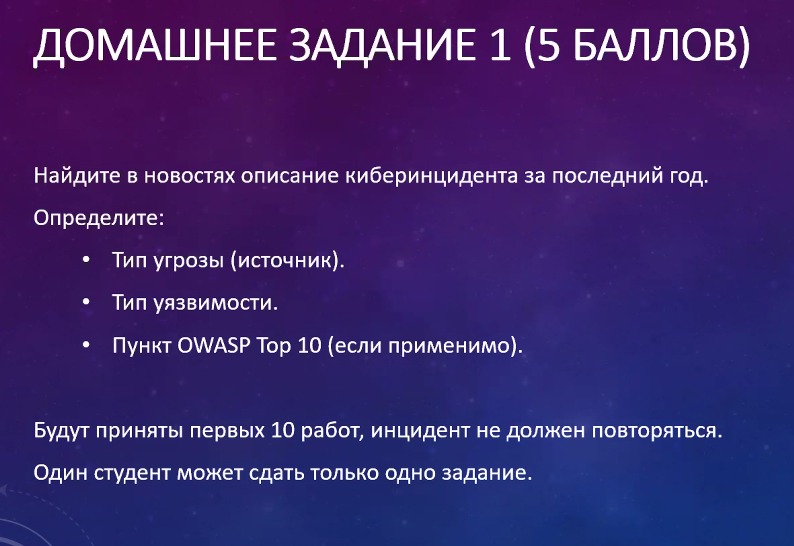 ДОМАШНЕЕ ЗАДАНИЕ 1 (5 БАЛЛОВ)
Найдите в новостях описание киберинцидента за последний год.
Определите:
• Тип угрозы (источник).
• Тип уязвимости.
• Пункт OWASP Top 10 (если применимо).
Будут приняты первых 10 работ, инцидент не должен повторяться.
Один студент может сдать только одно задание.